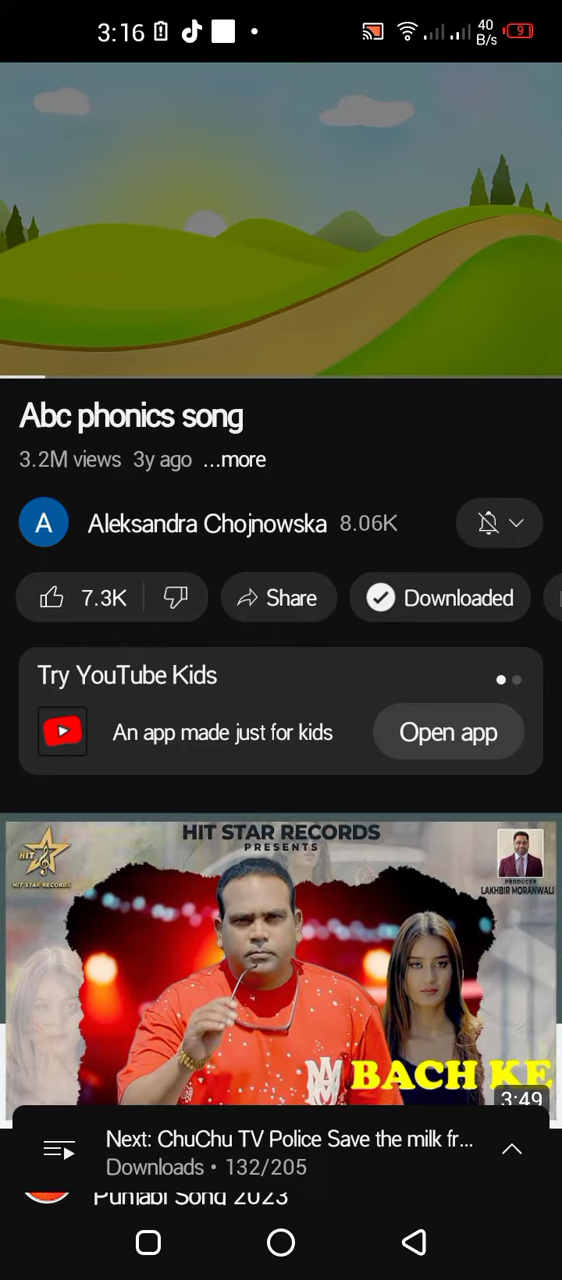 3:16
40
B/s
9
Abc phonics song
3.2M views 3y ago ...more
A Aleksandra Chojnowska 8.06K
7.3K Share Downloaded
Try YouTube Kids
An app made just for kids Open app
HIT STAR RECORDS
PRESENTS
HIT
HIT STAR RECORDS
PRODUCER
LAKHBIR MORANWALI
BACH KE
3:49
Next: ChuChu TV Police Save the milk fr...
Downloads • 132/205
Punjabi Song 2023